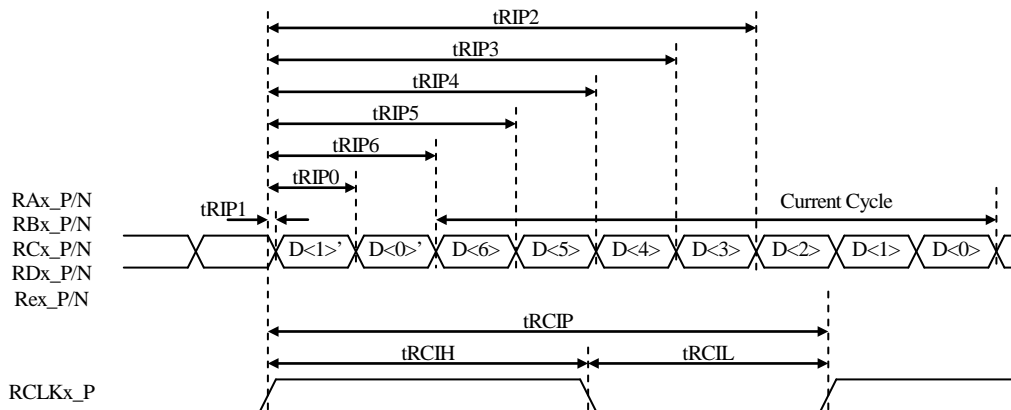 tRIP2
tRIP3
tRIP4
tRIP5
tRIP6
tRIP0
tRIP1
RAx_P/N
RBx_P/N
RCx_P/N
RDx_P/N
Rex_P/N
Current Cycle
D<1>’ D<0>’ D<6> D<5> D<4> D<3> D<2> D<1> D<0>
tRCIP
tRCIH tRCIL
RCLKx_P